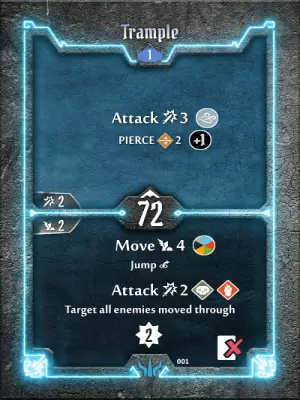 Trample
1
Attack 3
PIERCE 2 +1
2
72
2
Move 4
Jump
Attack 2
Target all enemies moved through
2
001